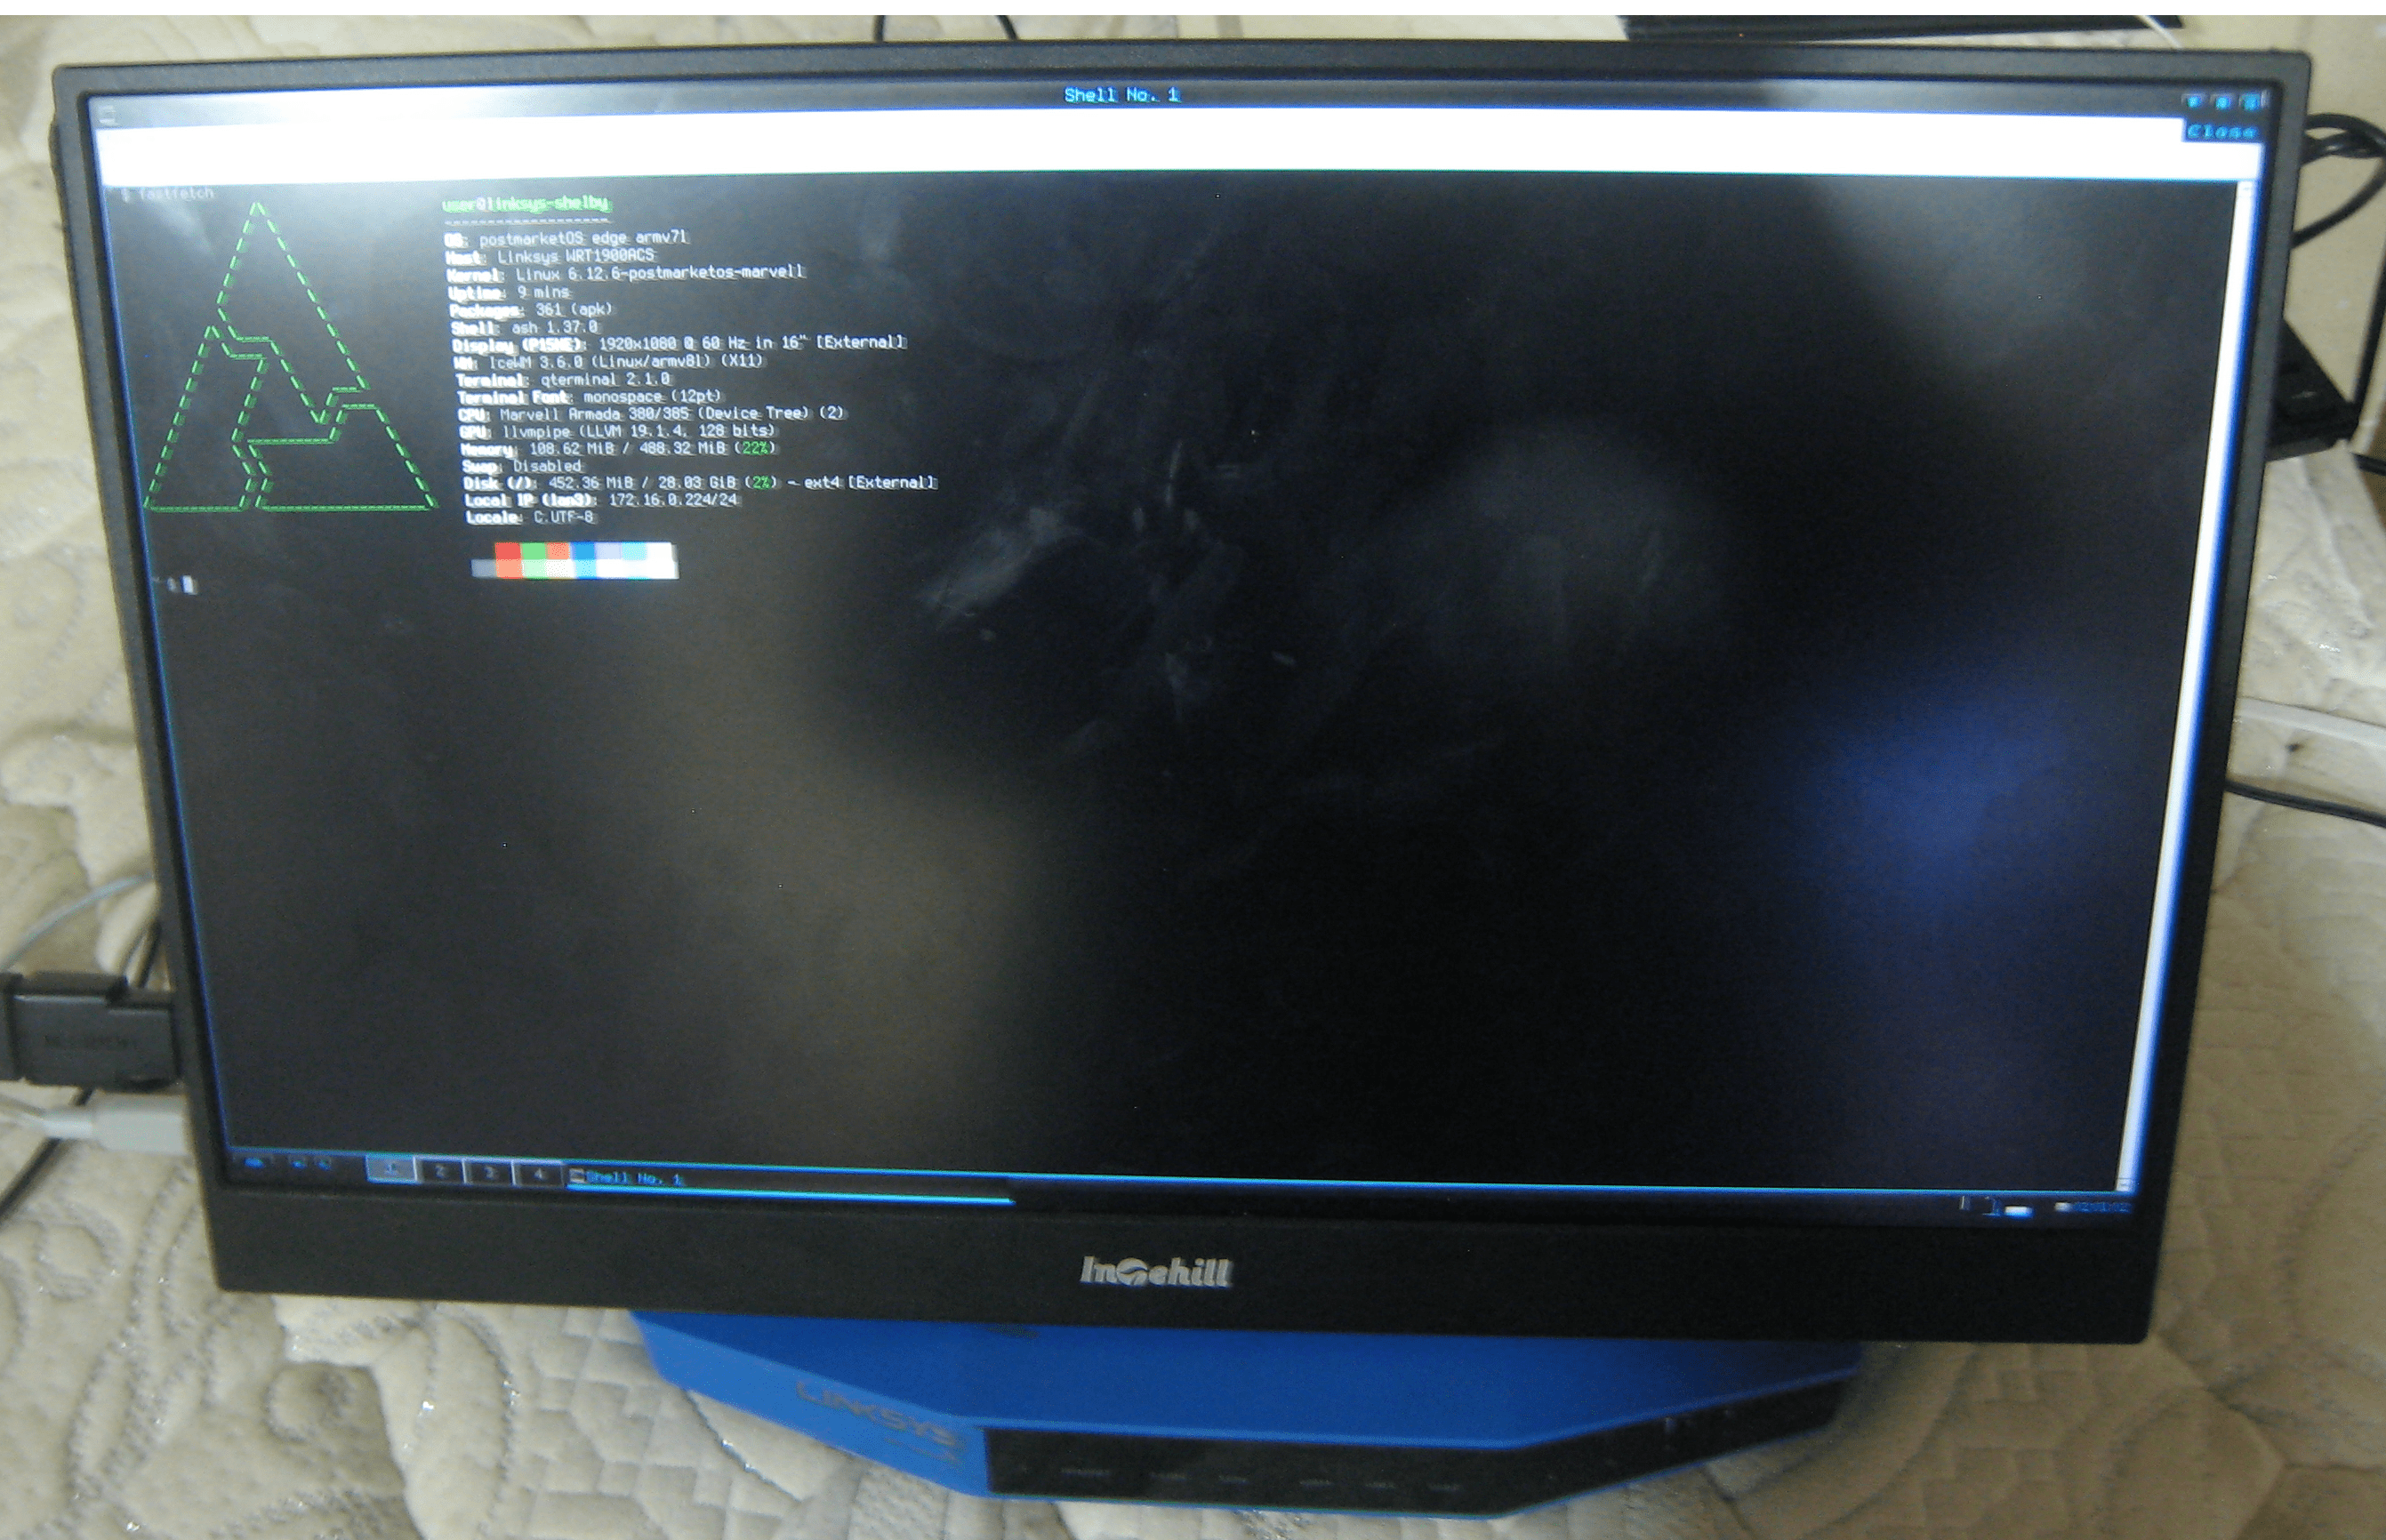 Shell No. 1
Close
$ fastfetch
user@linksys-shelby
-------------------
OS: postmarketOS edge armv7l
Host: Linksys WRT1900ACS
Kernel: Linux 6.12.6-postmarketos-marvell
Uptime: 9 mins
Packages: 361 (apk)
Shell: ash 1.37.0
Display (P15NE): 1920x1080 @ 60 Hz in 16" [External]
WM: IceWM 3.6.0 (Linux/armv8l) (X11)
Terminal: qterminal 2.1.0
Terminal Font: monospace (12pt)
CPU: Marvell Armada 380/385 (Device Tree) (2)
GPU: llvmpipe (LLVM 19.1.4, 128 bits)
Memory: 108.62 MiB / 488.32 MiB (22%)
Swap: Disabled
Disk (/): 452.36 MiB / 28.03 GiB (2%) - ext4 [External]
Local IP (lan3): 172.16.0.224/24
Locale: C.UTF-8
~ $
1 2 3 4 Shell No. 1
InGehill
LINKSYS